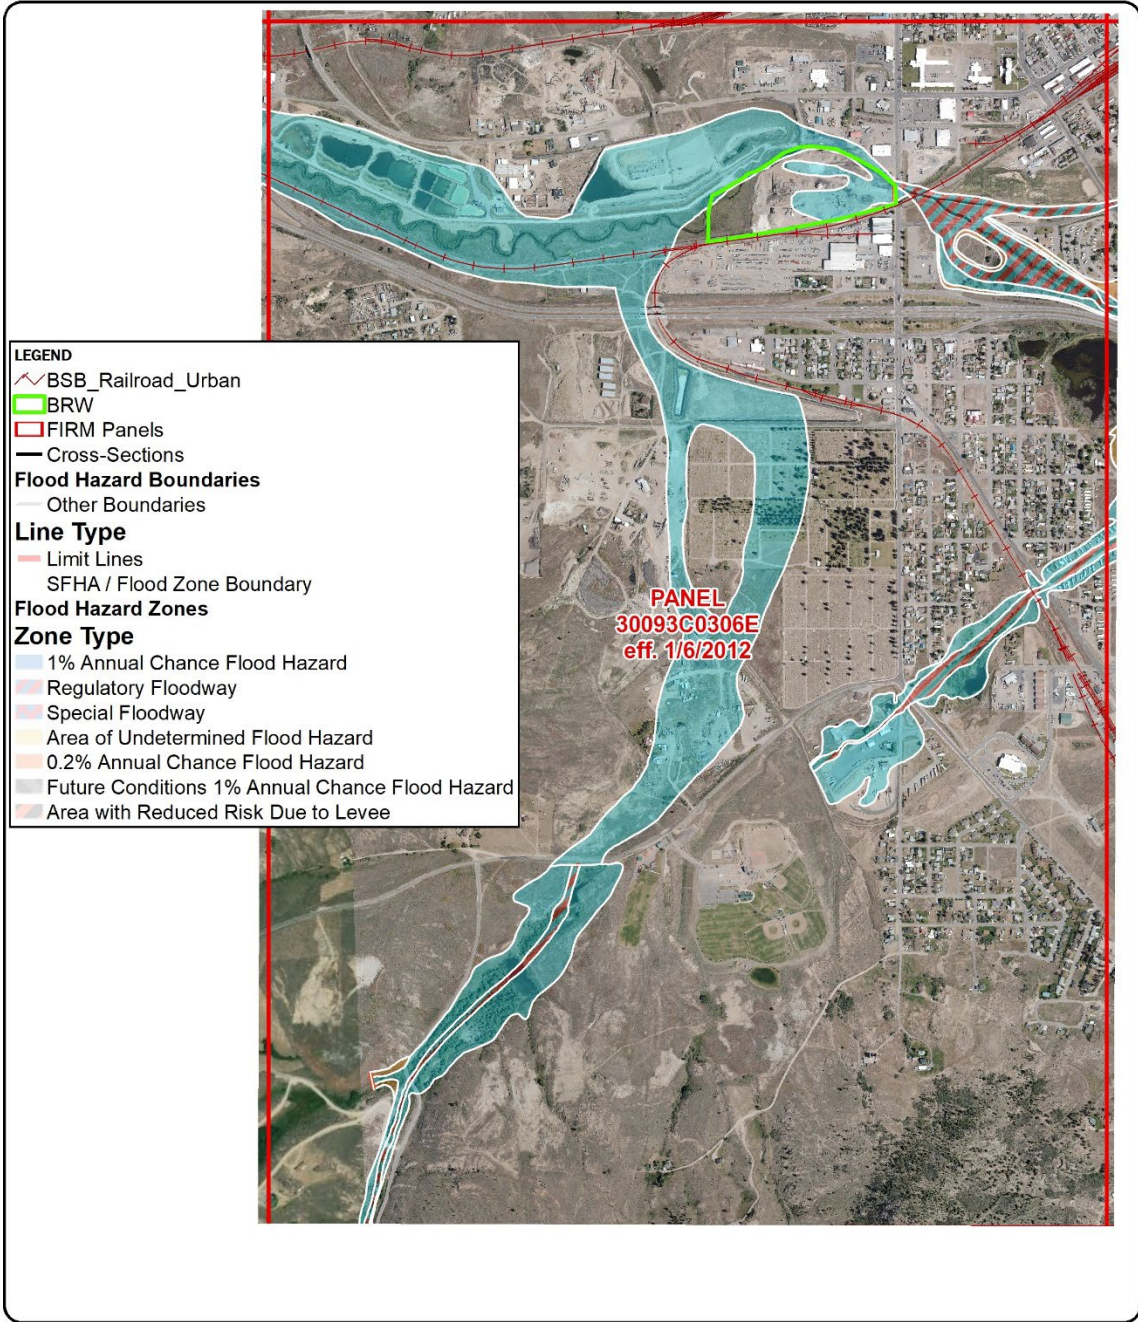 LEGEND
BSB_Railroad_Urban
BRW
FIRM Panels
Cross-Sections
Flood Hazard Boundaries
Other Boundaries
Line Type
Limit Lines
SFHA / Flood Zone Boundary
Flood Hazard Zones
Zone Type
1% Annual Chance Flood Hazard
Regulatory Floodway
Special Floodway
Area of Undetermined Flood Hazard
0.2% Annual Chance Flood Hazard
Future Conditions 1% Annual Chance Flood Hazard
Area with Reduced Risk Due to Levee
PANEL
30093C0306E
eff. 1/6/2012